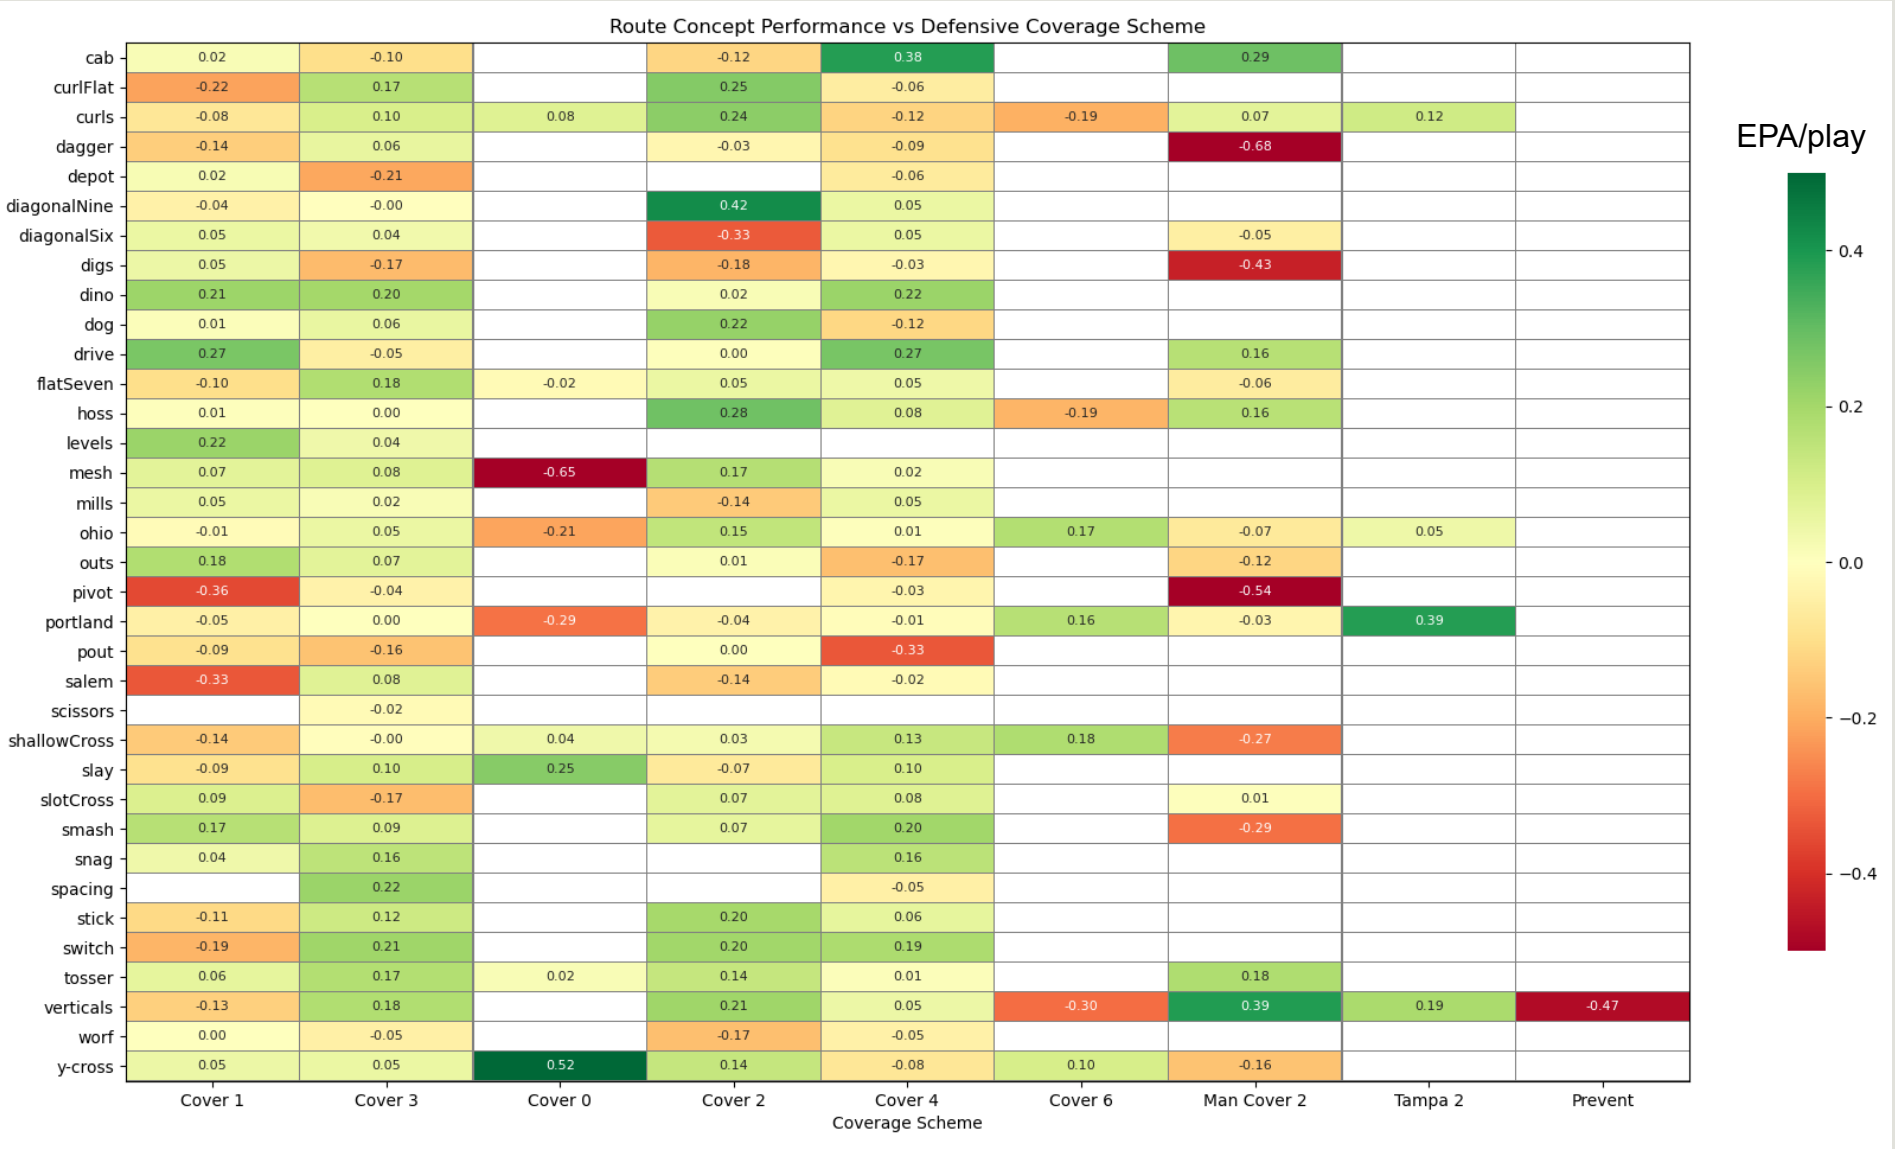 Route Concept Performance vs Defensive Coverage Scheme
cab 0.02 -0.10 -0.12 0.38 0.29
curlFlat -0.22 0.17 0.25 -0.06
curls -0.08 0.10 0.08 0.24 -0.12 -0.19 0.07 0.12
dagger -0.14 0.06 -0.03 -0.09 -0.68
depot 0.02 -0.21 -0.06
diagonalNine -0.04 -0.00 0.42 0.05
diagonalSix 0.05 0.04 -0.33 0.05 -0.05
digs 0.05 -0.17 -0.18 -0.03 -0.43
dino 0.21 0.20 0.02 0.22
dog 0.01 0.06 0.22 -0.12
drive 0.27 -0.05 0.00 0.27 0.16
flatSeven -0.10 0.18 -0.02 0.05 0.05 -0.06
hoss 0.01 0.00 0.28 0.08 -0.19 0.16
levels 0.22 0.04
mesh 0.07 0.08 -0.65 0.17 0.02
mills 0.05 0.02 -0.14 0.05
ohio -0.01 0.05 -0.21 0.15 0.01 0.17 -0.07 0.05
outs 0.18 0.07 0.01 -0.17 -0.12
pivot -0.36 -0.04 -0.03 -0.54
portland -0.05 0.00 -0.29 -0.04 -0.01 0.16 -0.03 0.39
pout -0.09 -0.16 0.00 -0.33
salem -0.33 0.08 -0.14 -0.02
scissors -0.02
shallowCross -0.14 -0.00 0.04 0.03 0.13 0.18 -0.27
slay -0.09 0.10 0.25 -0.07 0.10
slotCross 0.09 -0.17 0.07 0.08 0.01
smash 0.17 0.09 0.07 0.20 -0.29
snag 0.04 0.16 0.16
spacing 0.22 -0.05
stick -0.11 0.12 0.20 0.06
switch -0.19 0.21 0.20 0.19
tosser 0.06 0.17 0.02 0.14 0.01 0.18
verticals -0.13 0.18 0.21 0.05 -0.30 0.39 0.19 -0.47
worf 0.00 -0.05 -0.17 -0.05
y-cross 0.05 0.05 0.52 0.14 -0.08 0.10 -0.16
Cover 1 Cover 3 Cover 0 Cover 2 Cover 4 Cover 6 Man Cover 2 Tampa 2 Prevent
Coverage Scheme
EPA/play
0.4
0.2
0.0
−0.2
−0.4